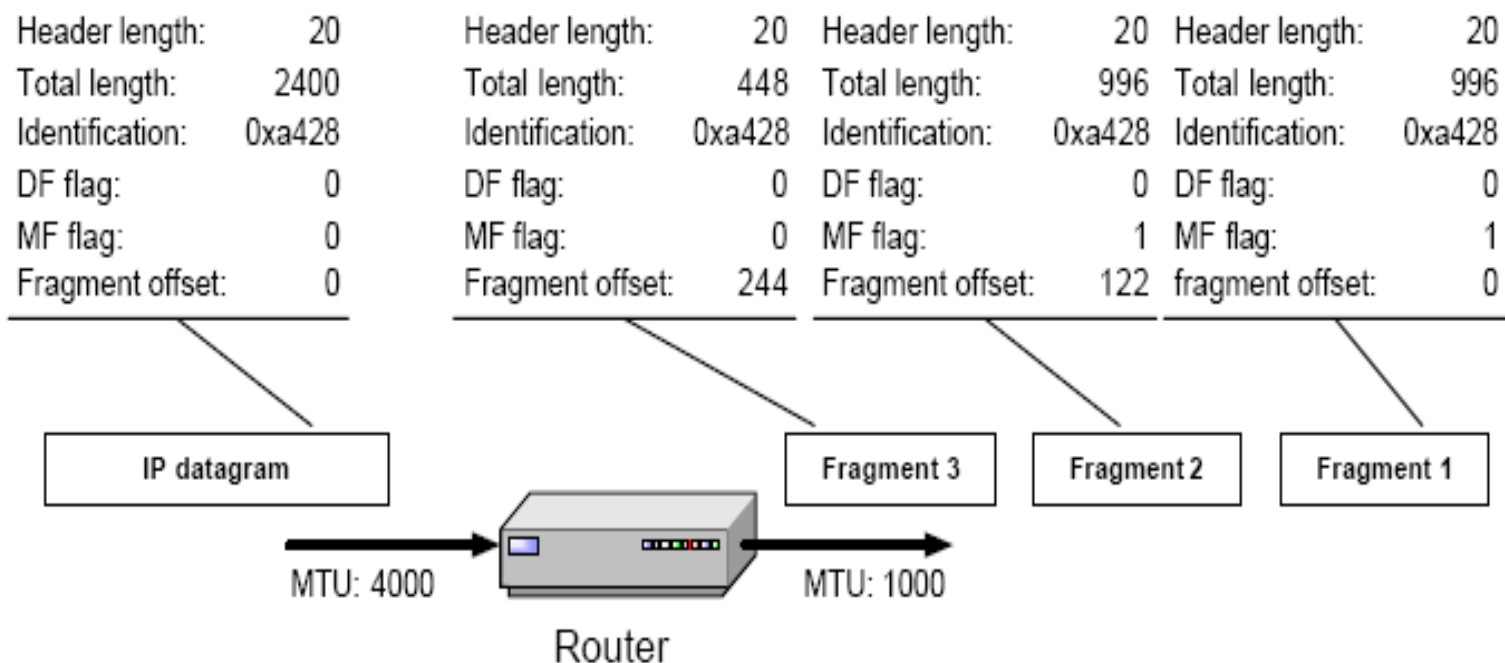 Header length: 20
Total length: 2400
Identification: 0xa428
DF flag: 0
MF flag: 0
Fragment offset: 0
Header length: 20
Total length: 448
Identification: 0xa428
DF flag: 0
MF flag: 0
Fragment offset: 244
Header length: 20
Total length: 996
Identification: 0xa428
DF flag: 0
MF flag: 1
Fragment offset: 122
Header length: 20
Total length: 996
Identification: 0xa428
DF flag: 0
MF flag: 1
fragment offset: 0
IP datagram
Fragment 3
Fragment 2
Fragment 1
MTU: 4000
MTU: 1000
Router